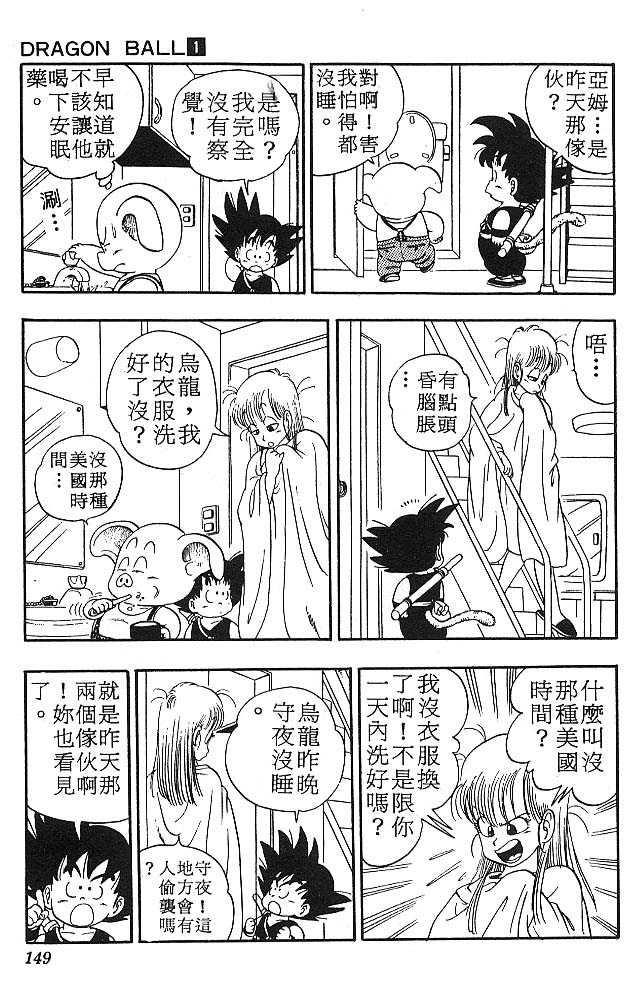 DRAGON BALL 1
亞姆…是
昨天那傢
伙?
對啊!害
我怕得都
沒睡。
是嗎?
我完全
沒有察
覺!
早知道就
不該讓他
喝下安眠
藥。
涮…
唔…
有點頭
昏腦脹
…
烏龍,我
的衣服洗
好了沒?
沒那種
美國時
間…
什麼叫沒
那種美國
時間?
我沒衣服換
了啊!不是限你
一天內洗好嗎?
烏龍昨晚
守夜沒睡
。
守夜!這
地方會有
人偷襲嗎
?
就是昨天那
兩個傢伙啊
!妳也看見
了。
149